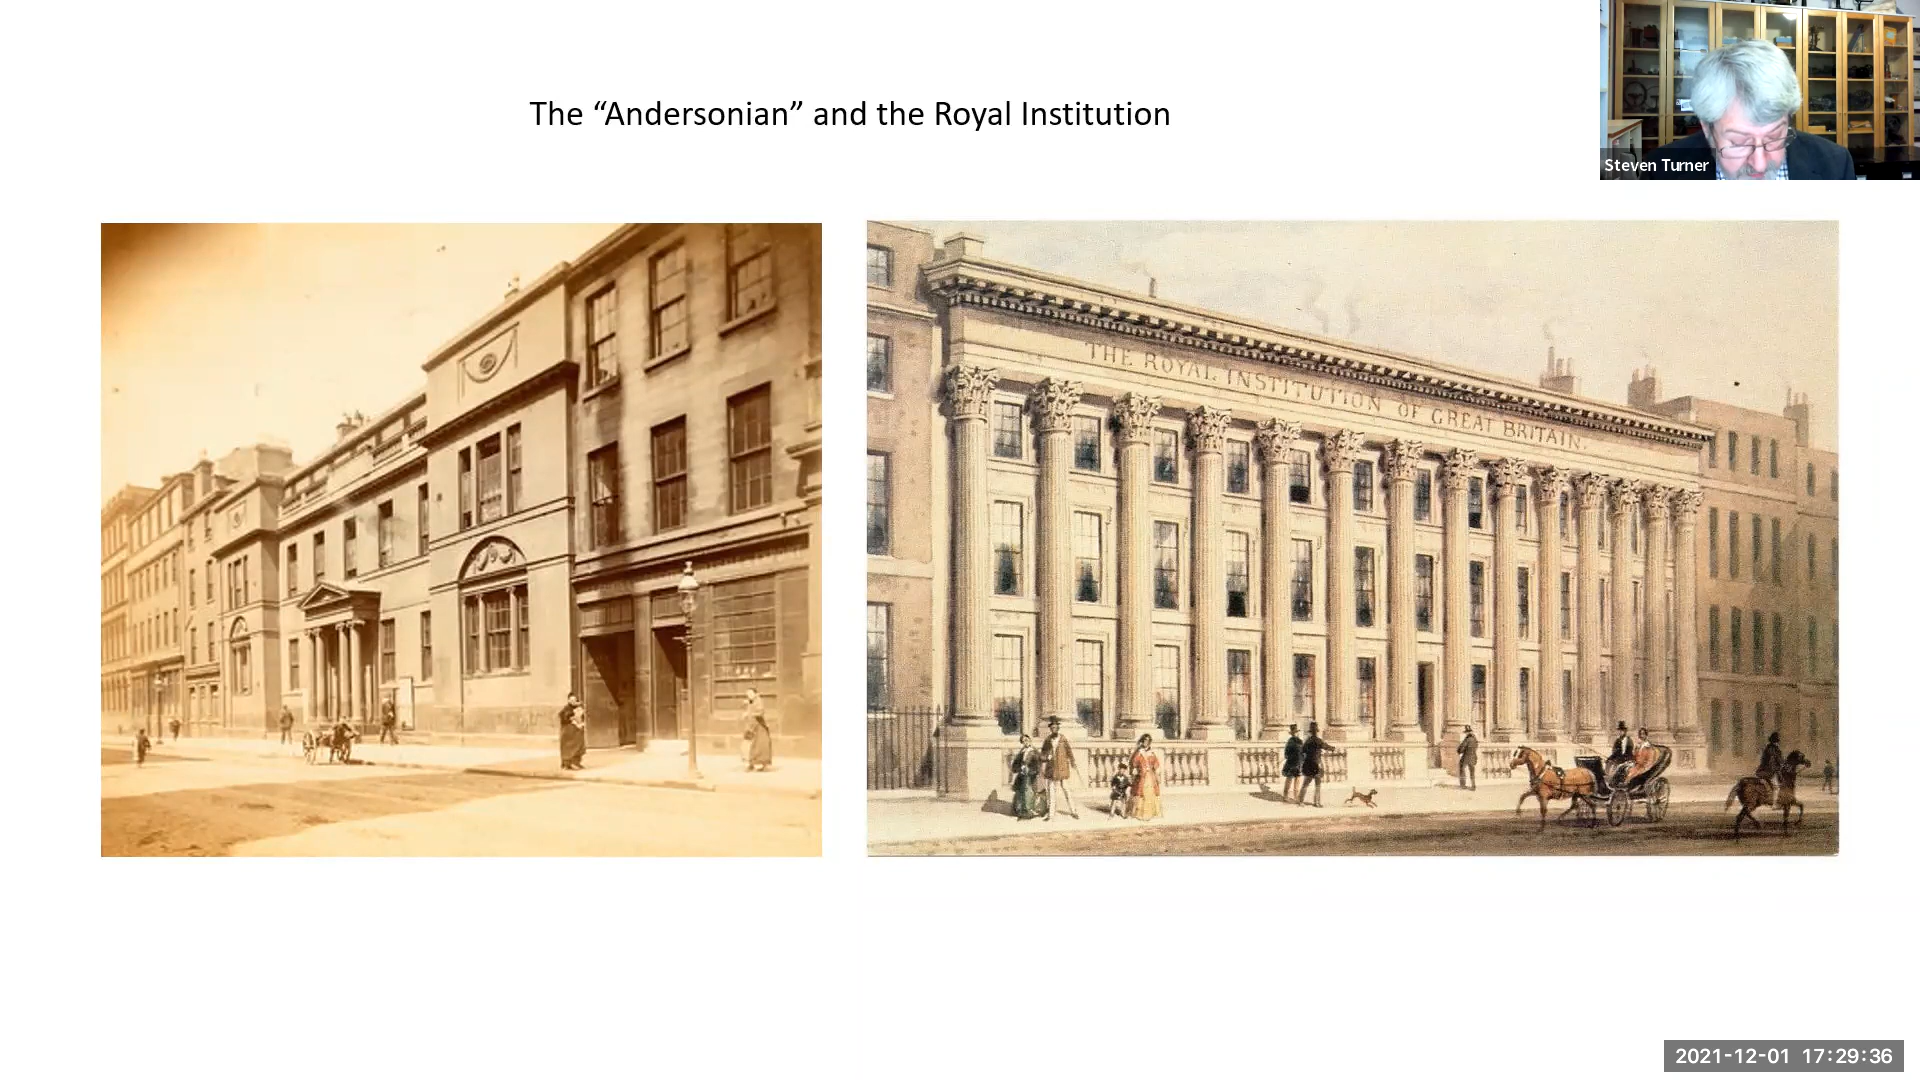 The “Andersonian” and the Royal Institution
Steven Turner
THE ROYAL INSTITUTION OF GREAT BRITAIN.
2021-12-01 17:29:36